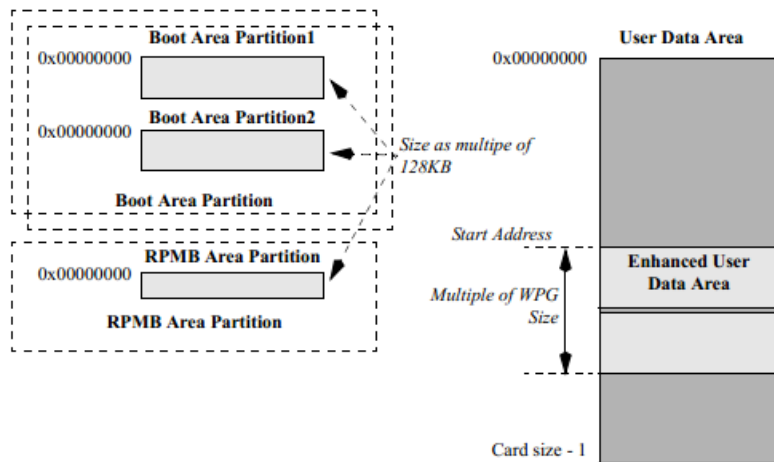 Boot Area Partition1
0x00000000
Boot Area Partition2
0x00000000
Size as multipe of
128KB
Boot Area Partition
RPMB Area Partition
0x00000000
RPMB Area Partition
User Data Area
0x00000000
Start Address
Enhanced User
Data Area
Multiple of WPG
Size
Card size - 1